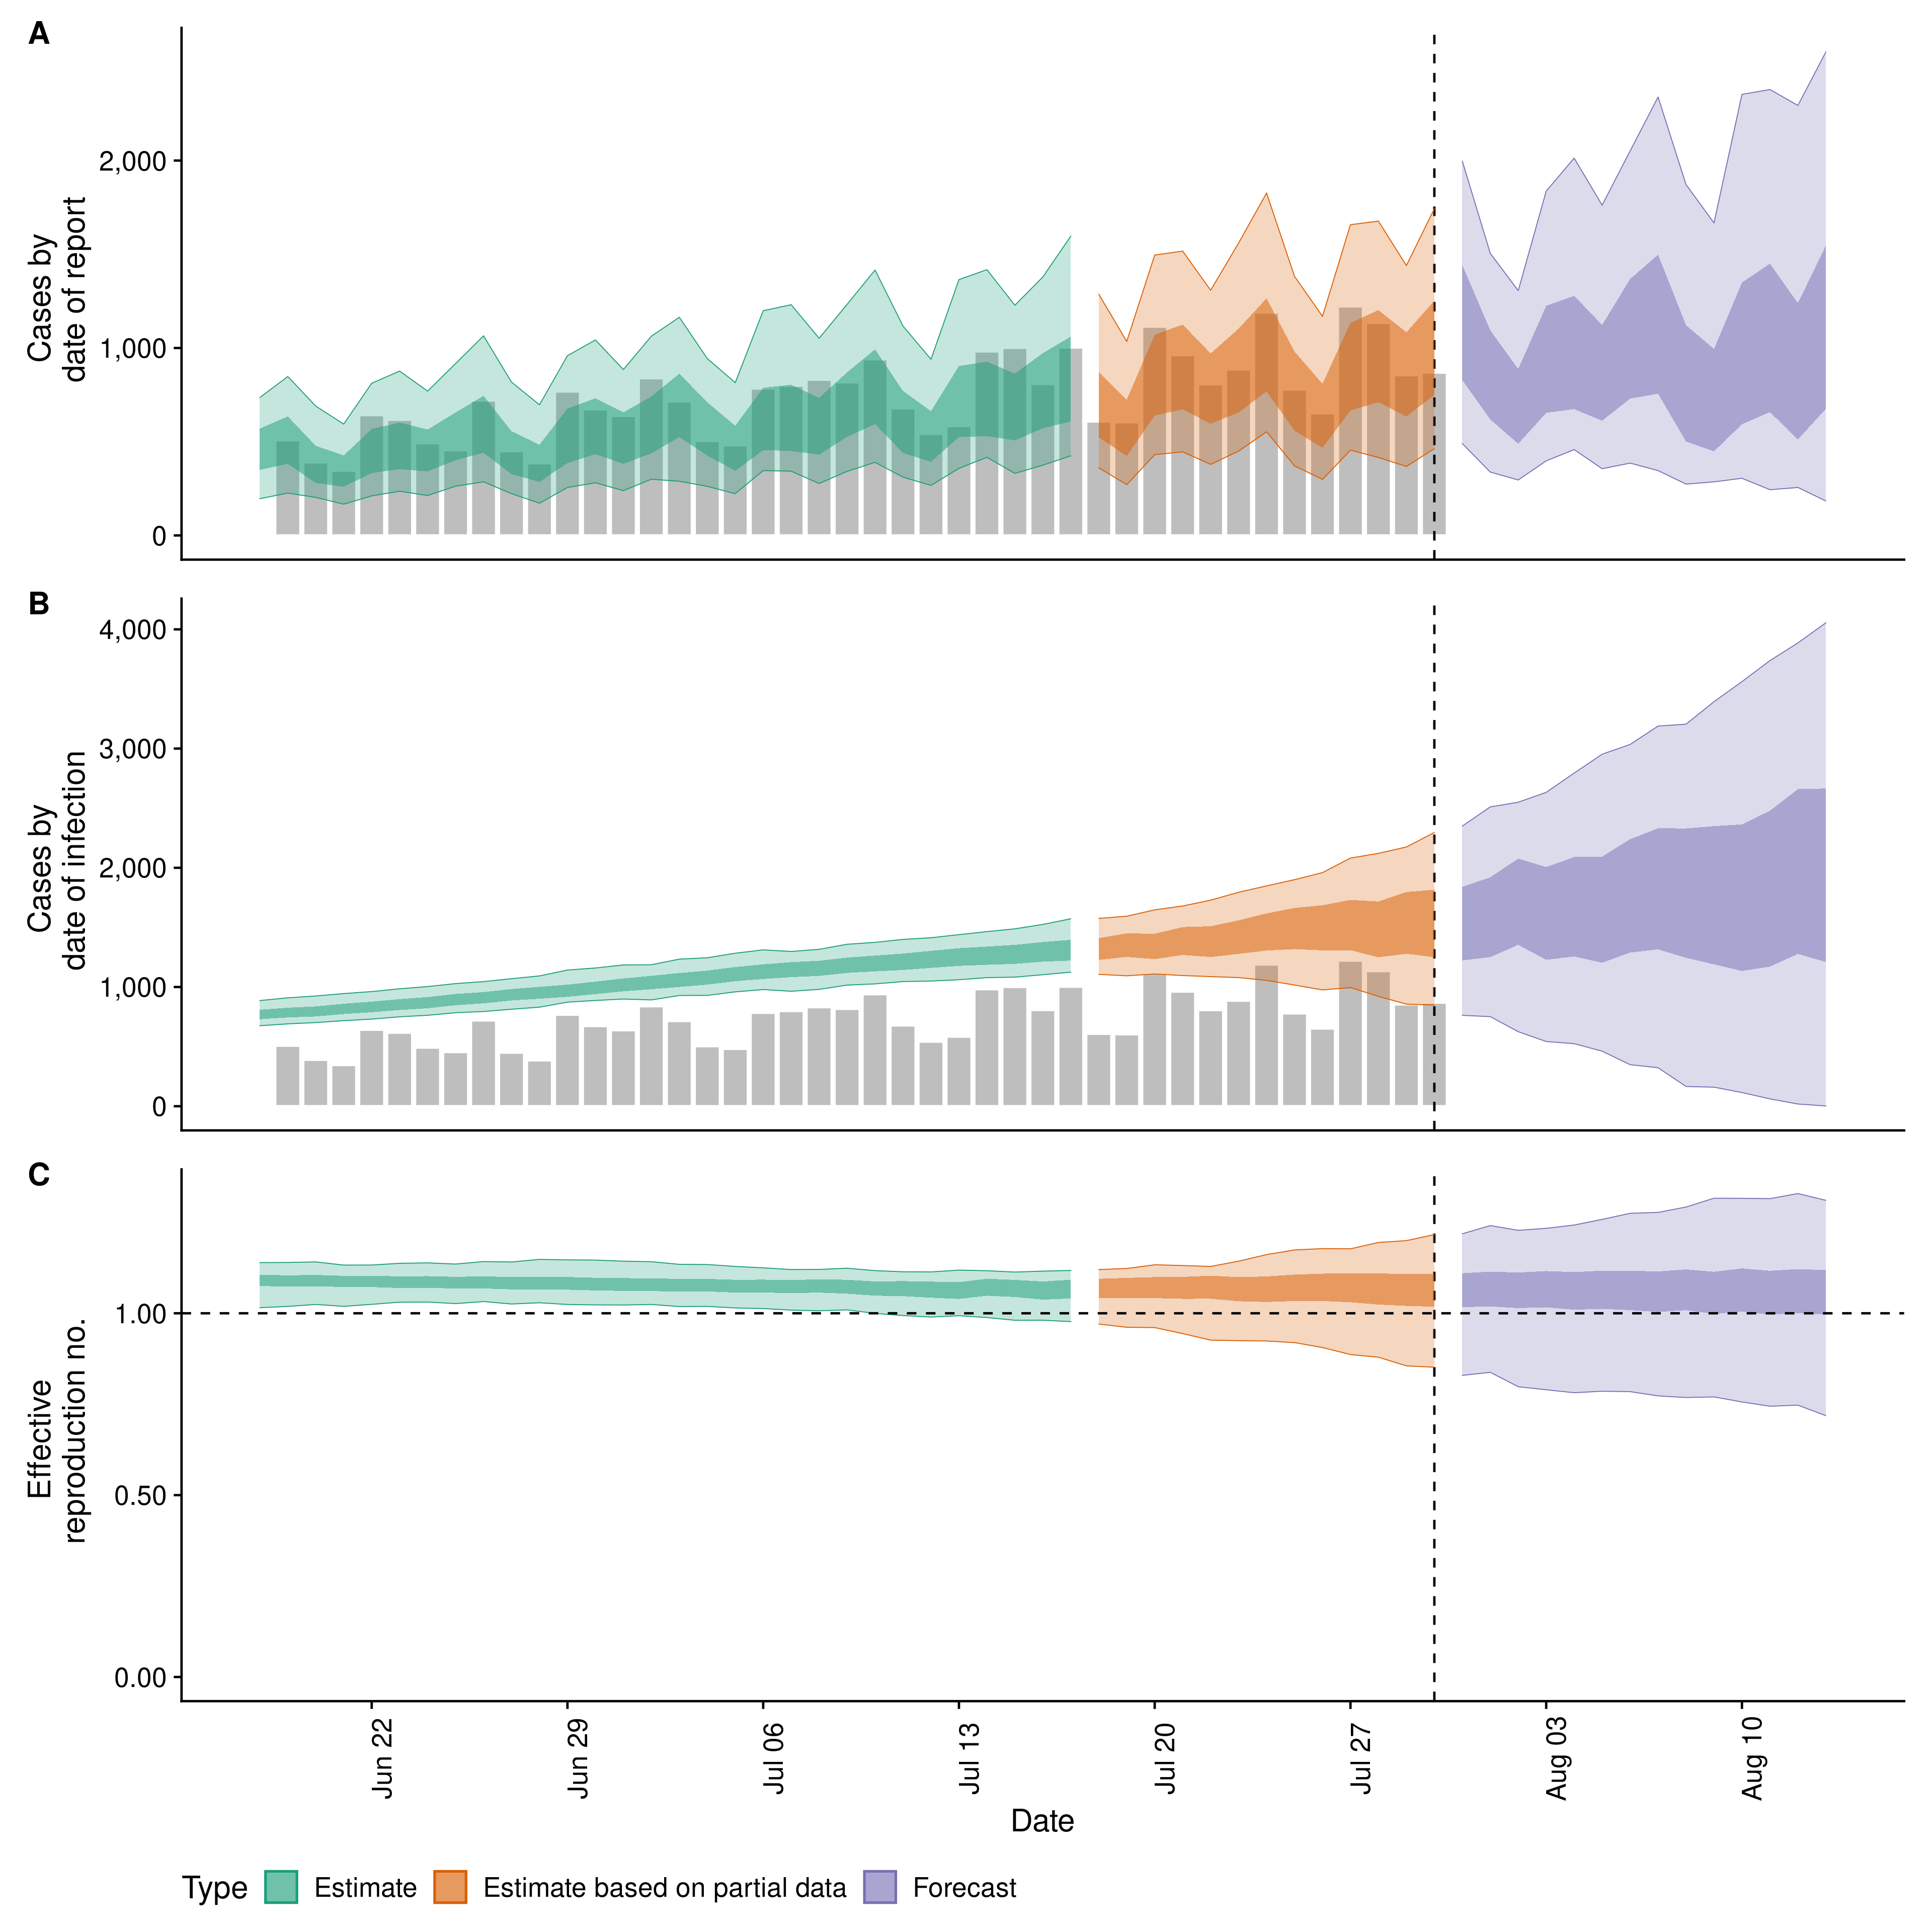 A
Cases by
date of report
2,000
1,000
0
B
Cases by
date of infection
4,000
3,000
2,000
1,000
0
C
Effective
reproduction no.
1.00
0.50
0.00
Jun 22
Jun 29
Jul 06
Jul 13
Jul 20
Jul 27
Aug 03
Aug 10
Date
Type Estimate Estimate based on partial data Forecast